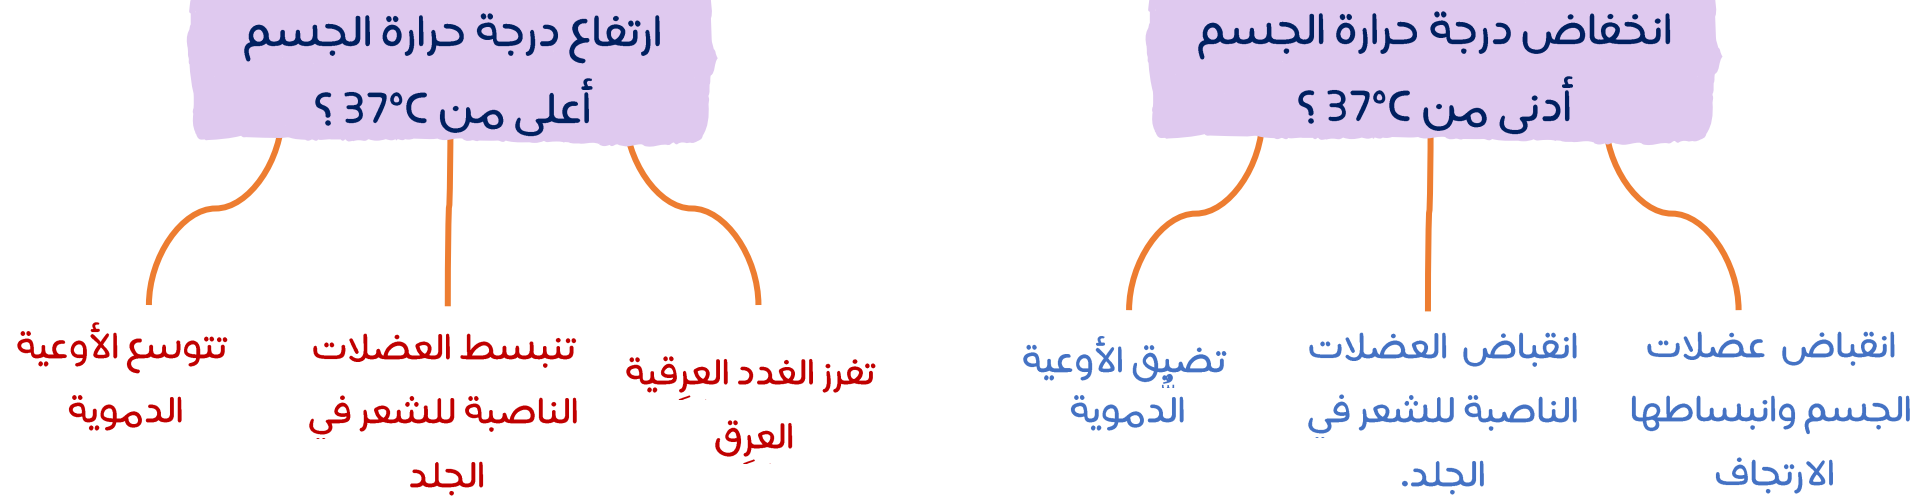 انخفاض درجة حرارة الجسم
أدنى من 37°C ؟
انقباض عضلات
الجسم وانبساطها
الارتجاف
انقباض العضلات
الناصبة للشعر في
الجلد.
تضيُّق الأوعية
الدموية
ارتفاع درجة حرارة الجسم
أعلى من 37°C ؟
تفرز الغدد العرِقية
العرِق
تنبسط العضلات
الناصبة للشعر في
الجلد
تتوسع الأوعية
الدموية